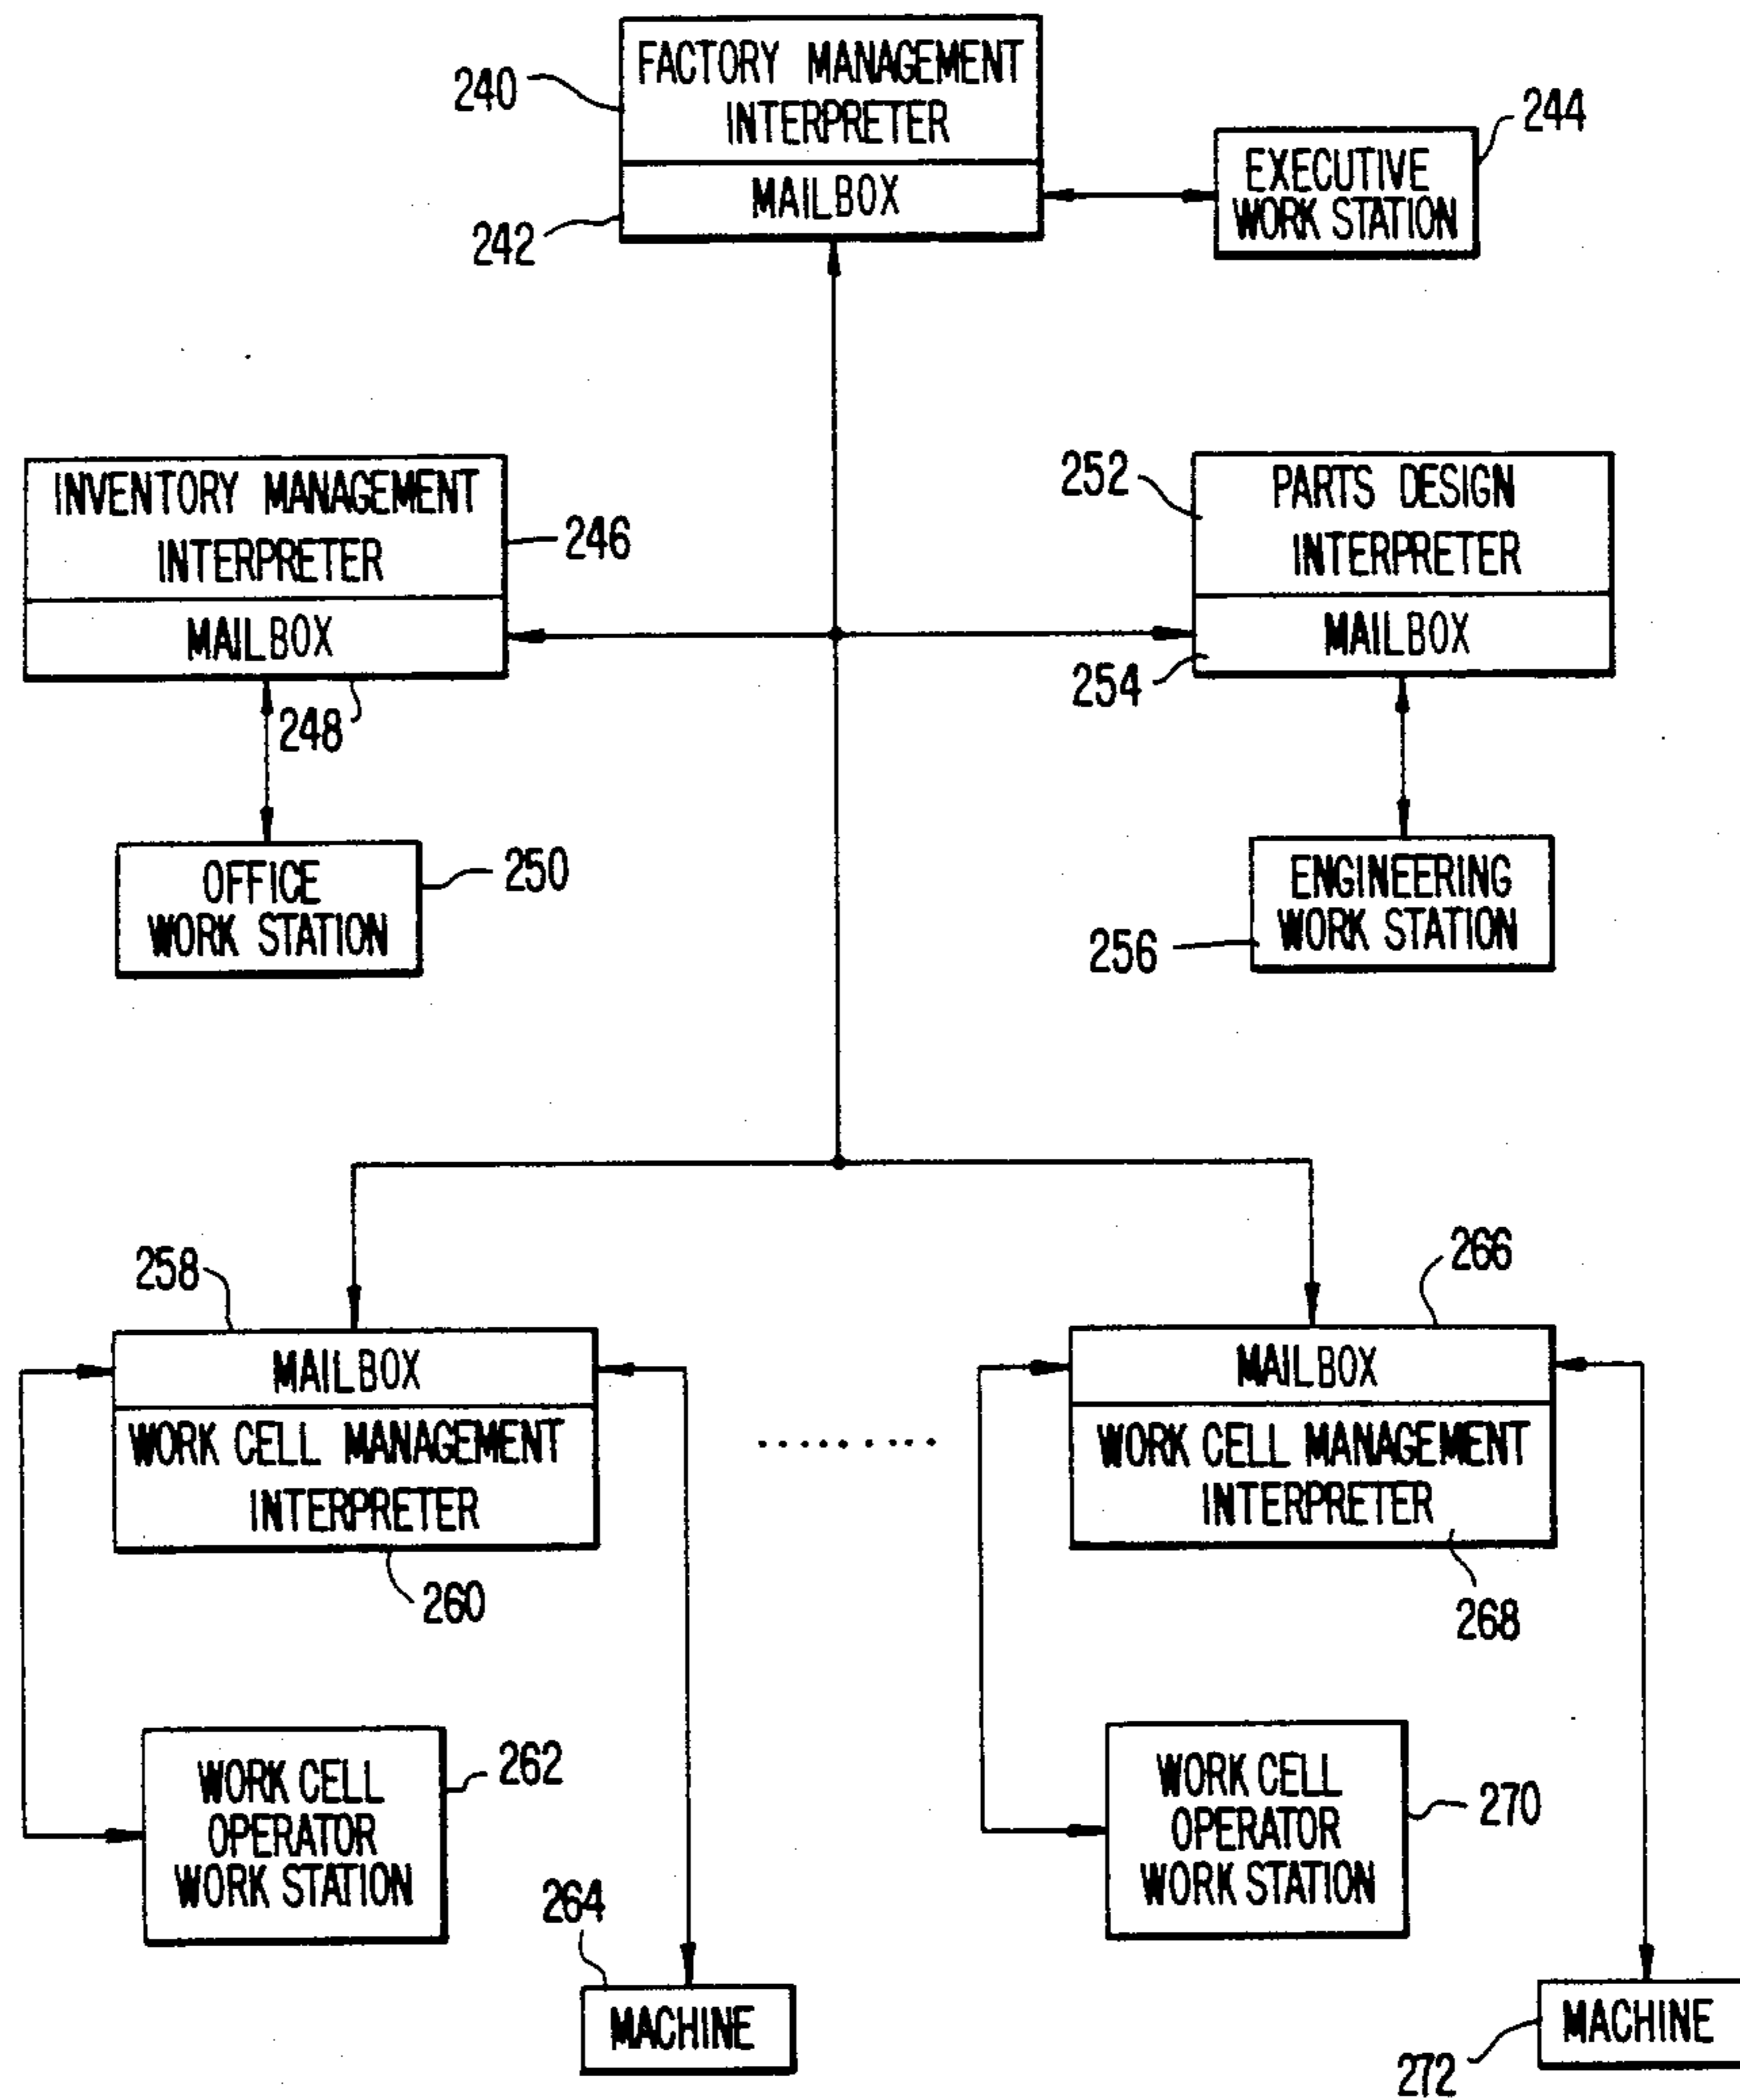 FACTORY MANAGEMENT
INTERPRETER
240
MAILBOX
242
244
EXECUTIVE
WORK STATION
INVENTORY MANAGEMENT
INTERPRETER
246
MAILBOX
248
252
PARTS DESIGN
INTERPRETER
MAILBOX
254
OFFICE
WORK STATION
250
ENGINEERING
WORK STATION
256
258
MAILBOX
WORK CELL MANAGEMENT
INTERPRETER
260
.........
266
MAILBOX
WORK CELL MANAGEMENT
INTERPRETER
268
WORK CELL
OPERATOR
WORK STATION
262
264
MACHINE
WORK CELL
OPERATOR
WORK STATION
270
MACHINE
272